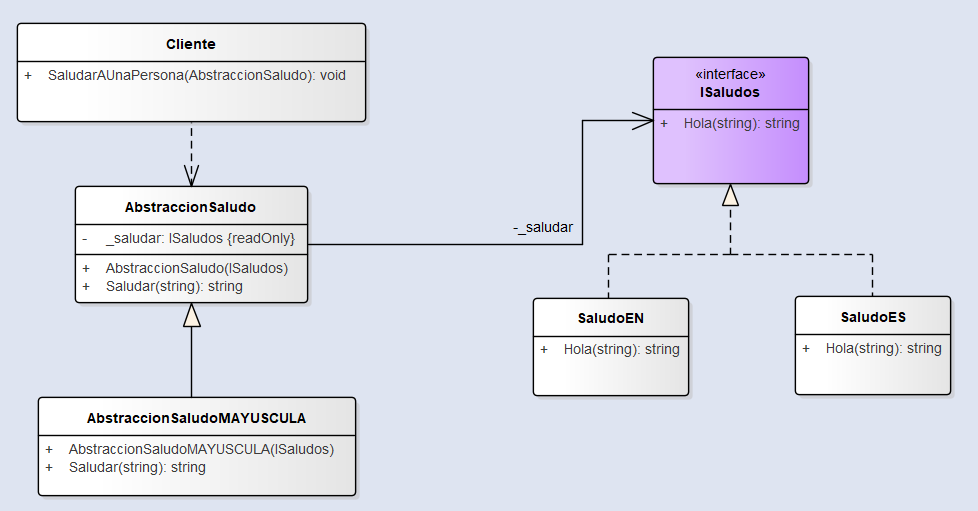 Cliente
+ SaludarAUnaPersona(AbstraccionSaludo): void
«interface»
ISaludos
+ Hola(string): string
AbstraccionSaludo
- _saludar: ISaludos {readOnly}
+ AbstraccionSaludo(ISaludos)
+ Saludar(string): string
-_saludar
SaludoEN
+ Hola(string): string
SaludoES
+ Hola(string): string
AbstraccionSaludoMAYUSCULA
+ AbstraccionSaludoMAYUSCULA(ISaludos)
+ Saludar(string): string